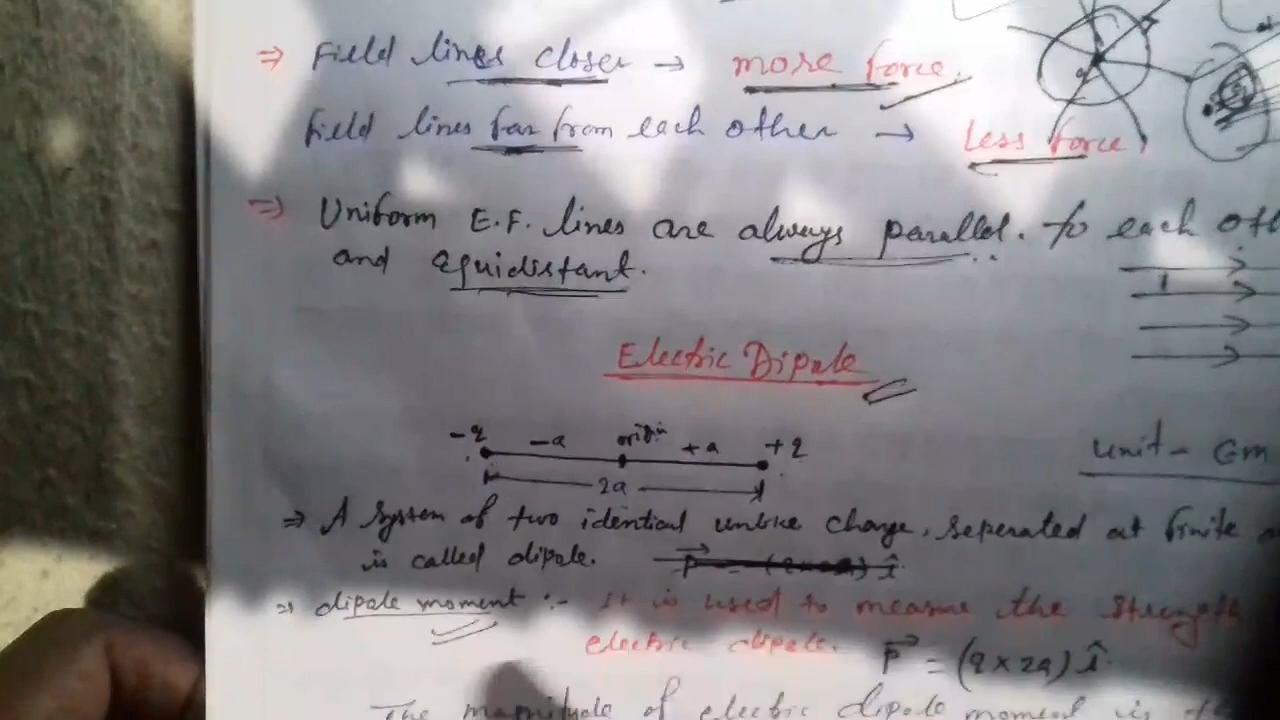 ⇒ Field lines closer → more force.
Field lines far from each other → Less force.
⇒ Uniform E.F. lines are always parallel. to each oth
and equidistant.
Electric Dipole
-q -a origin +a +q
2a
unit - Cm
⇒ A system of two identical unlike charge, seperated at finite
is called dipole.
⇒ dipole moment :- It is used to measure the strength
electric dipole. P⃗ = (q × 2a) î
The magnitude of electric dipole moment is